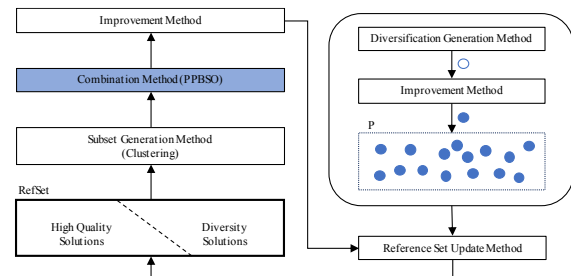 Improvement Method
Combination Method (PPBSO)
Subset Generation Method
(Clustering)
RefSet
High Quality
Solutions
Diversity
Solutions
Diversification Generation Method
Improvement Method
P
Reference Set Update Method